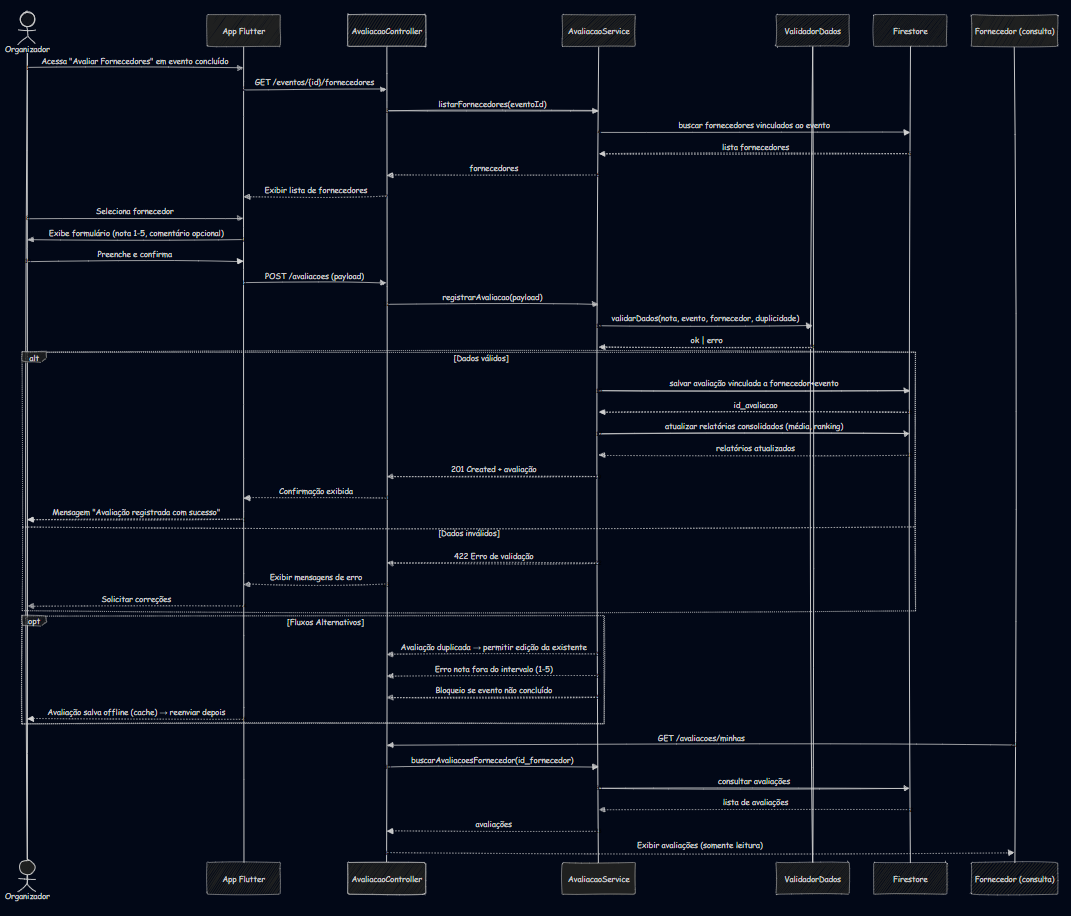 App Flutter
AvaliacaoController
AvaliacaoService
ValidadorDados
Firestore
Fornecedor (consulta)
Organizador
Acessa "Avaliar Fornecedores" em evento concluído
GET /eventos/{id}/fornecedores
listarFornecedores(eventoId)
buscar fornecedores vinculados ao evento
lista fornecedores
fornecedores
Exibir lista de fornecedores
Seleciona fornecedor
Exibe formulário (nota 1-5, comentário opcional)
Preenche e confirma
POST /avaliacoes (payload)
registrarAvaliacao(payload)
validarDados(nota, evento, fornecedor, duplicidade)
ok | erro
alt
[Dados válidos]
salvar avaliação vinculada a fornecedor+evento
id_avaliacao
atualizar relatórios consolidados (média, ranking)
relatórios atualizados
201 Created + avaliação
Confirmação exibida
Mensagem "Avaliação registrada com sucesso"
[Dados inválidos]
422 Erro de validação
Exibir mensagens de erro
Solicitar correções
opt
[Fluxos Alternativos]
Avaliação duplicada → permitir edição da existente
Erro nota fora do intervalo (1-5)
Bloqueio se evento não concluído
Avaliação salva offline (cache) → reenviar depois
GET /avaliacoes/minhas
buscarAvaliacoesFornecedor(id_fornecedor)
consultar avaliações
lista de avaliações
avaliações
Exibir avaliações (somente leitura)
App Flutter
AvaliacaoController
AvaliacaoService
ValidadorDados
Firestore
Fornecedor (consulta)
Organizador